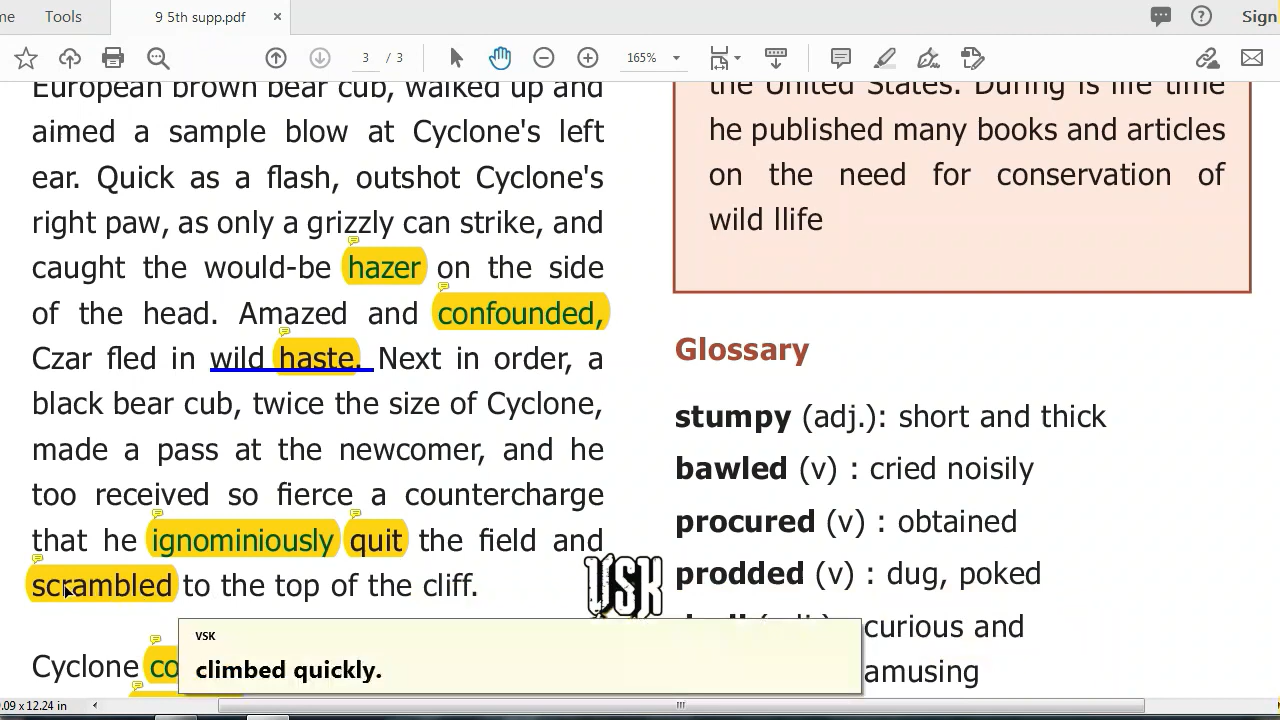 me
Tools
9 5th supp.pdf
×
Sign
3 / 3
165%
European brown bear cub, walked up and
aimed a sample blow at Cyclone's left
ear. Quick as a flash, outshot Cyclone's
right paw, as only a grizzly can strike, and
caught the would-be hazer on the side
of the head. Amazed and confounded,
Czar fled in wild haste. Next in order, a
black bear cub, twice the size of Cyclone,
made a pass at the newcomer, and he
too received so fierce a countercharge
that he ignominiously quit the field and
scrambled to the top of the cliff.
Cyclone co
VSK
climbed quickly.
the United States. During is life time
he published many books and articles
on the need for conservation of
wild llife
Glossary
stumpy (adj.): short and thick
bawled (v) : cried noisily
procured (v) : obtained
prodded (v) : dug, poked
curious and
amusing
VSK
9.09 x 12.24 in